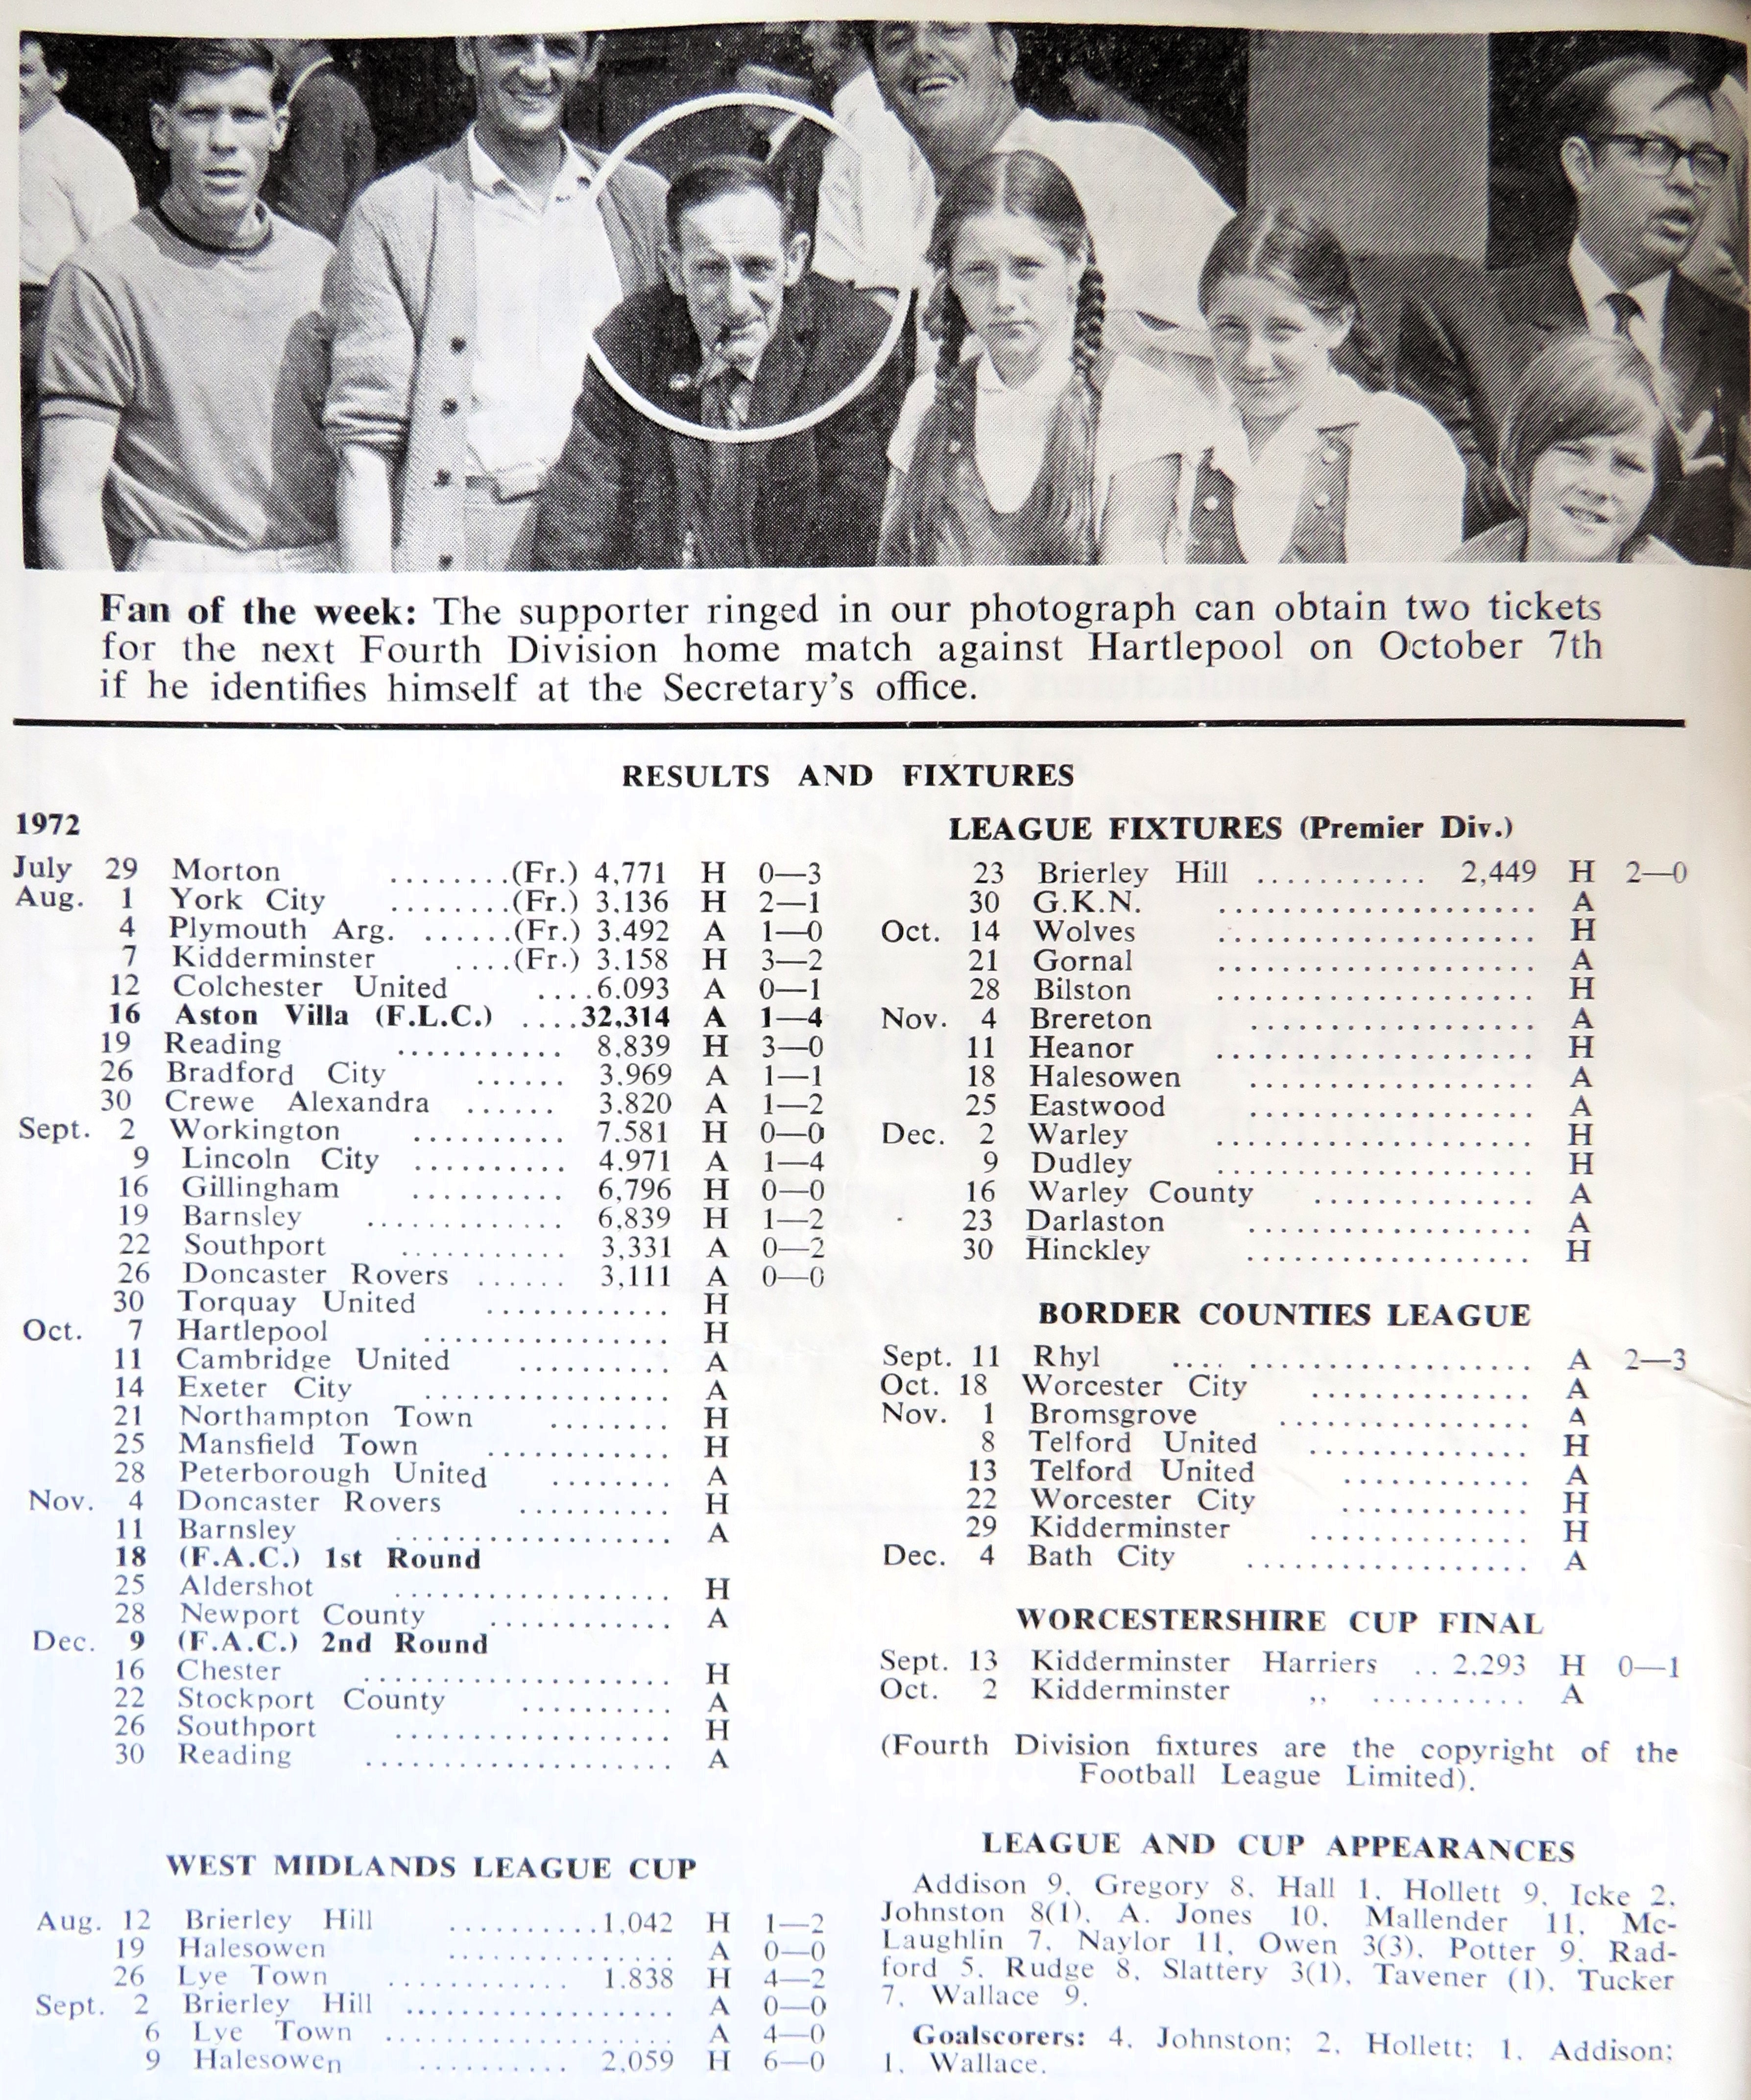 Fan of the week: The supporter ringed in our photograph can obtain two tickets
for the next Fourth Division home match against Hartlepool on October 7th
if he identifies himself at the Secretary's office.
RESULTS AND FIXTURES
1972
July 29 Morton ........(Fr.) 4,771 H 0—3
Aug. 1 York City ........(Fr.) 3,136 H 2—1
4 Plymouth Arg. ......(Fr.) 3,492 A 1—0
7 Kidderminster ....(Fr.) 3,158 H 3—2
12 Colchester United ....6,093 A 0—1
16 Aston Villa (F.L.C.) ....32,314 A 1—4
19 Reading ........... 8,839 H 3—0
26 Bradford City ...... 3,969 A 1—1
30 Crewe Alexandra ...... 3,820 A 1—2
Sept. 2 Workington .......... 7,581 H 0—0
9 Lincoln City .......... 4,971 A 1—4
16 Gillingham .......... 6,796 H 0—0
19 Barnsley ............. 6,839 H 1—2
22 Southport ........... 3,331 A 0—2
26 Doncaster Rovers ...... 3,111 A 0—0
30 Torquay United ............ H
Oct. 7 Hartlepool ................ H
11 Cambridge United .......... A
14 Exeter City ................ A
21 Northampton Town ........ H
25 Mansfield Town ............ H
28 Peterborough United ........ A
Nov. 4 Doncaster Rovers .......... H
11 Barnsley .................. A
18 (F.A.C.) 1st Round
25 Aldershot .................. H
28 Newport County ............ A
Dec. 9 (F.A.C.) 2nd Round
16 Chester .................... H
22 Stockport County .......... A
26 Southport .................. H
30 Reading .................... A
WEST MIDLANDS LEAGUE CUP
Aug. 12 Brierley Hill ..........1,042 H 1—2
19 Halesowen ............... A 0—0
26 Lye Town ............ 1,838 H 4—2
Sept. 2 Brierley Hill .................. A 0—0
6 Lye Town ................... A 4—0
9 Halesowen .......... 2,059 H 6—0
LEAGUE FIXTURES (Premier Div.)
23 Brierley Hill ........... 2,449 H 2—0
30 G.K.N. ..................... A
Oct. 14 Wolves ..................... H
21 Gornal ..................... A
28 Bilston ..................... H
Nov. 4 Brereton ................... A
11 Heanor ..................... H
18 Halesowen ................... A
25 Eastwood ................... A
Dec. 2 Warley ..................... H
9 Dudley ..................... H
16 Warley County ............... A
23 Darlaston ................... A
30 Hinckley ................... H
BORDER COUNTIES LEAGUE
Sept. 11 Rhyl .... ................... A 2—3
Oct. 18 Worcester City ............... A
Nov. 1 Bromsgrove ................. A
8 Telford United ............... H
13 Telford United ............. A
22 Worcester City ............. H
29 Kidderminster ............... H
Dec. 4 Bath City ................... A
WORCESTERSHIRE CUP FINAL
Sept. 13 Kidderminster Harriers .. 2,293 H 0—1
Oct. 2 Kidderminster ,, .......... A
(Fourth Division fixtures are the copyright of the
Football League Limited).
LEAGUE AND CUP APPEARANCES
Addison 9, Gregory 8, Hall 1, Hollett 9, Icke 2,
Johnston 8(1), A. Jones 10, Mallender 11, Mc-
Laughlin 7, Naylor 11, Owen 3(3), Potter 9, Rad-
ford 5, Rudge 8, Slattery 3(1), Tavener (1), Tucker
7, Wallace 9.
Goalscorers: 4, Johnston; 2, Hollett; 1, Addison;
1, Wallace.